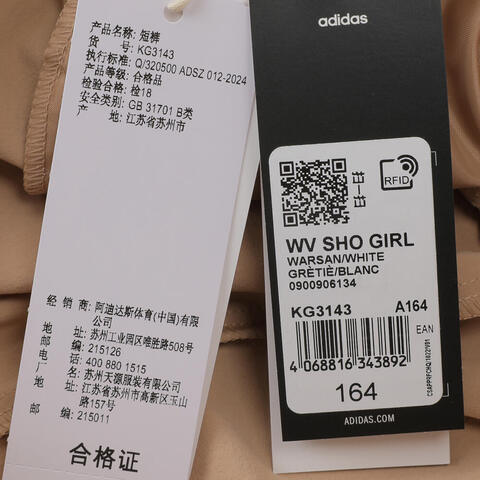 产品名称: 短裤
货 号: KG3143
执行标准: Q/320500 ADSZ 012-2024
产品等级: 合格品
检验合格: 检18
安全类别: GB 31701 B类
产 地: 江苏省苏州市
经 销 商: 阿迪达斯体育(中国)有限
公司
地 址: 苏州工业园区唯胜路508号
邮 编: 215126
电 话: 400 880 1515
制 造 商: 苏州天源服装有限公司
地 址: 江苏省苏州市高新区玉山
路157号
邮 编: 215011
合格证
adidas
RFID
WV SHO GIRL
WARSAN/WHITE
GRÈTIÈ/BLANC
0900906134
KG3143 A164
EAN
4 068816 343892
164
ADIDAS.COM